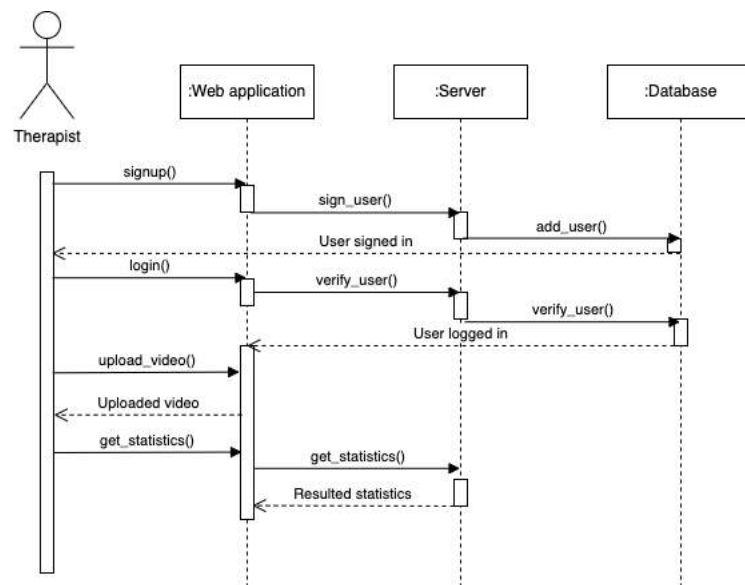 :Web application
:Server
:Database
Therapist
signup()
sign_user()
add_user()
User signed in
login()
verify_user()
verify_user()
User logged in
upload_video()
Uploaded video
get_statistics()
get_statistics()
Resulted statistics